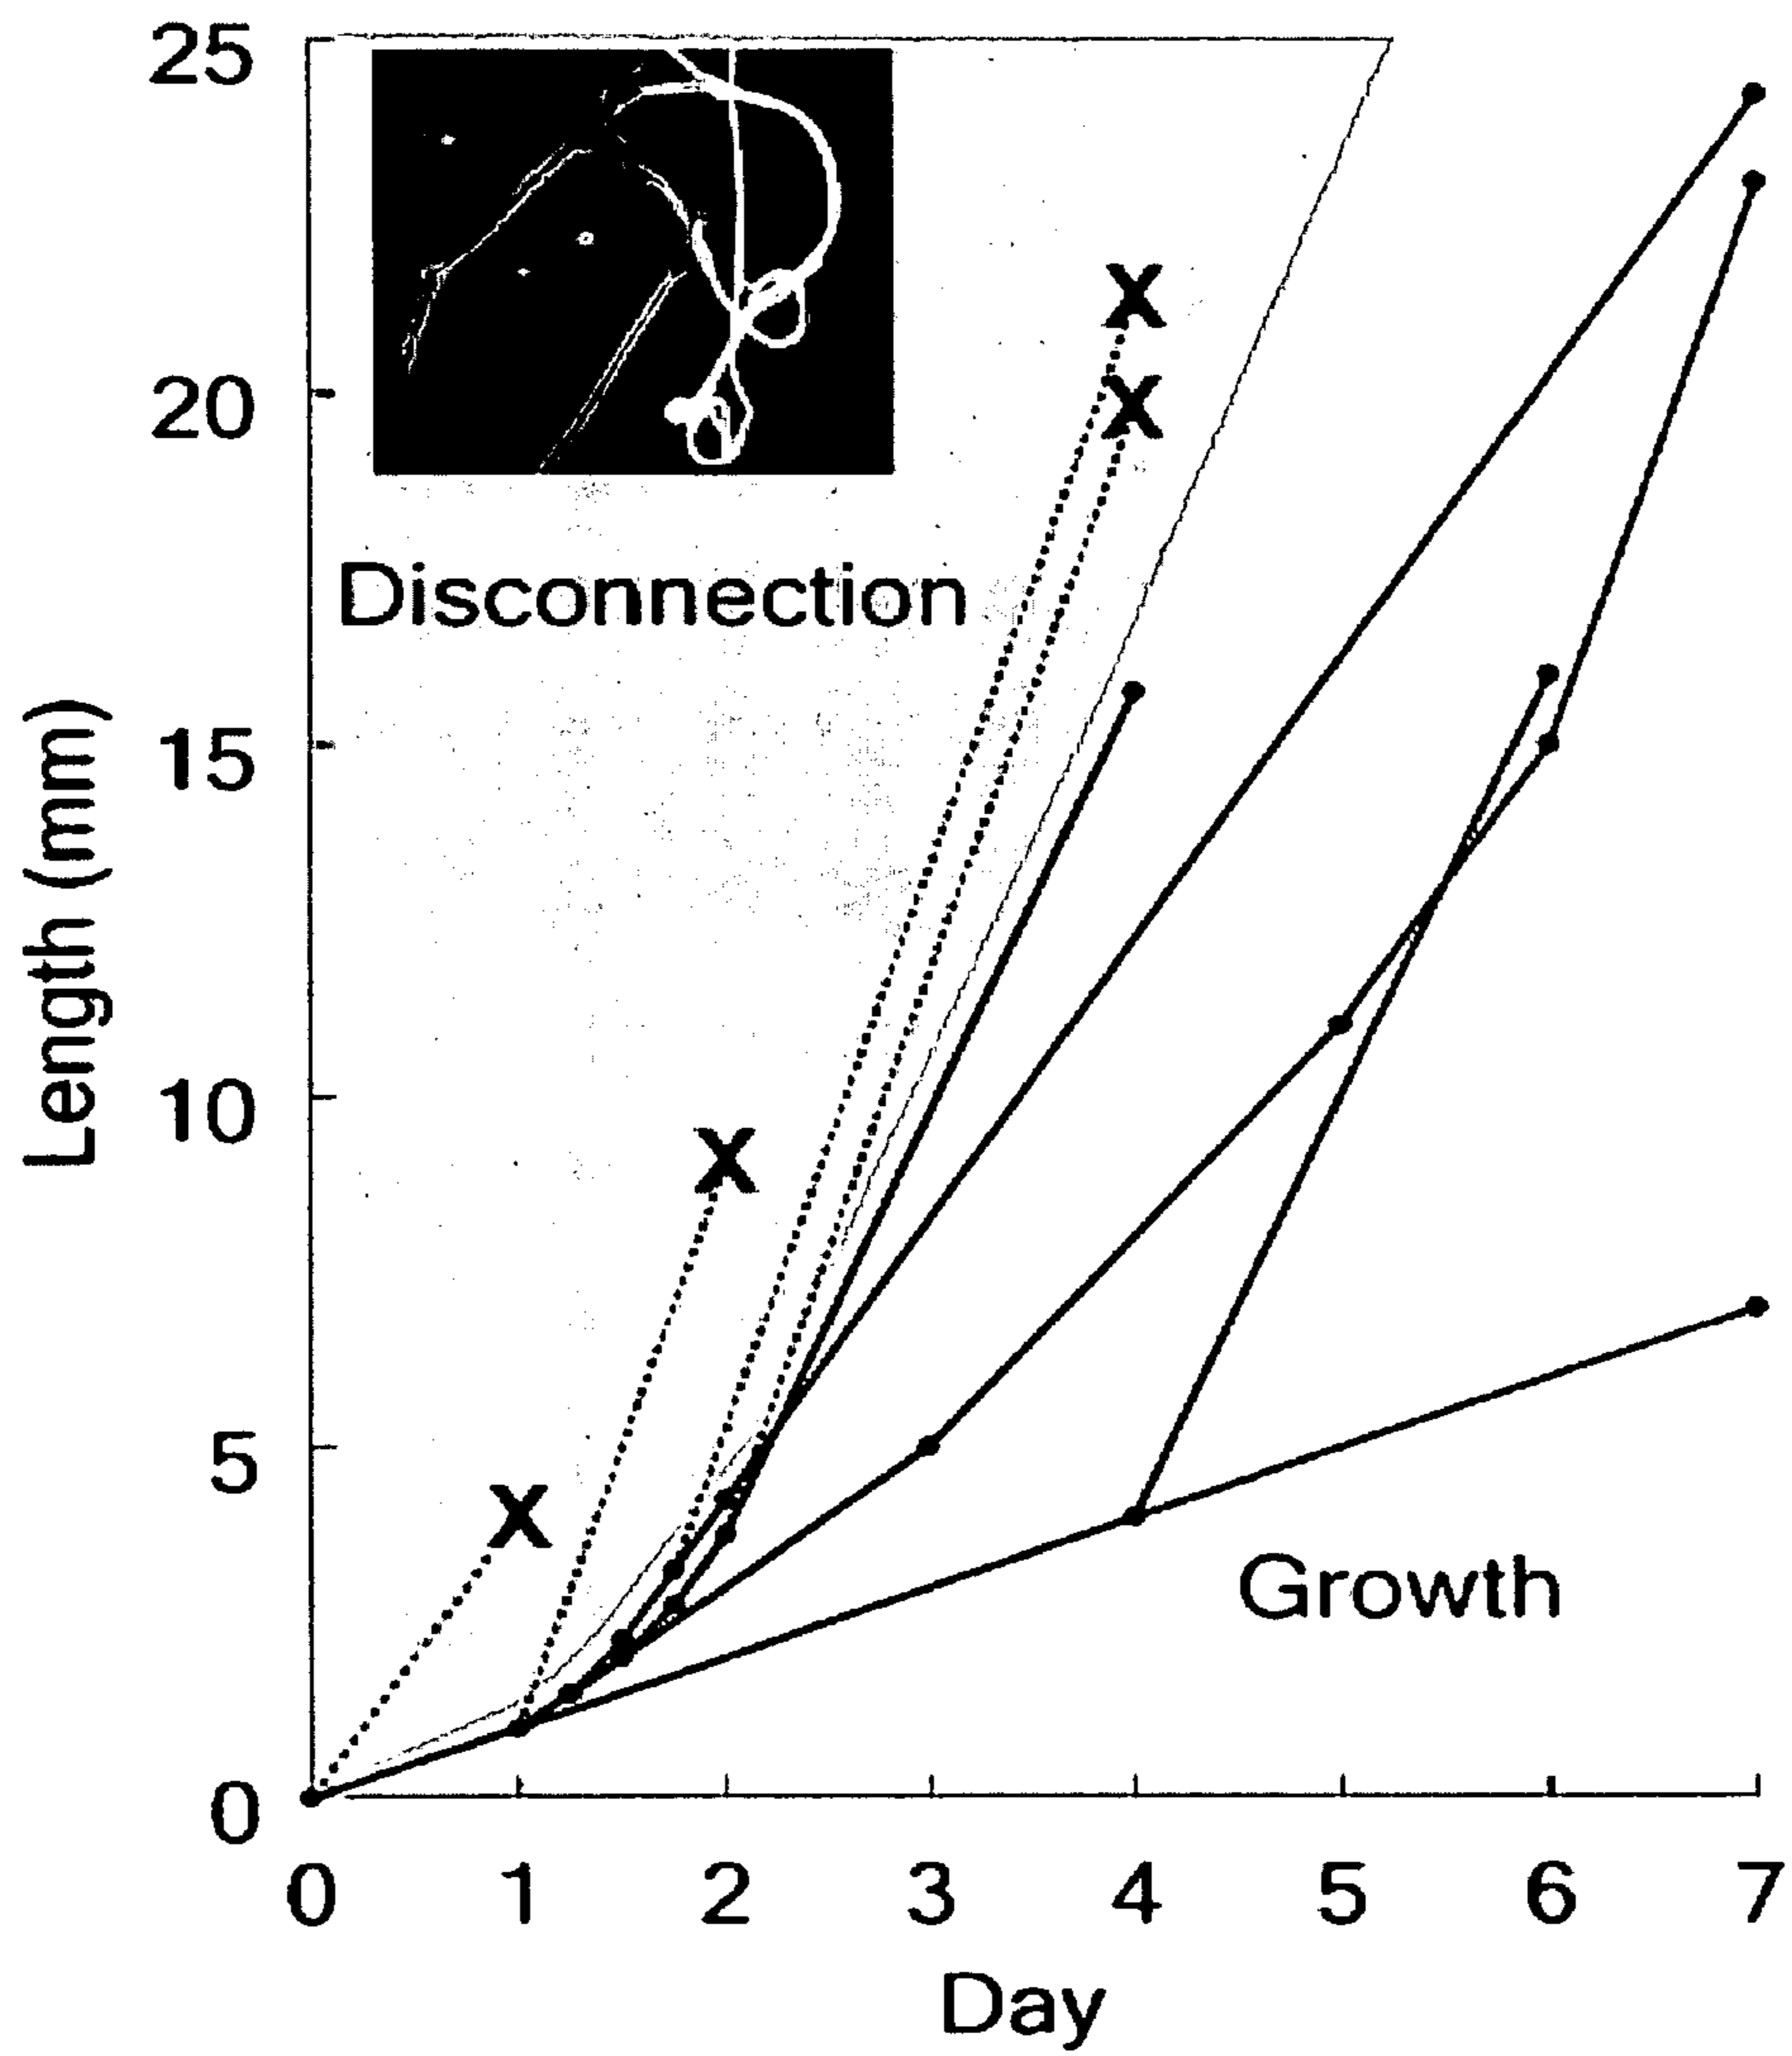 25
20
15
10
5
0
Length (mm)
Disconnection
X
X
X
X
Growth
0 1 2 3 4 5 6 7
Day